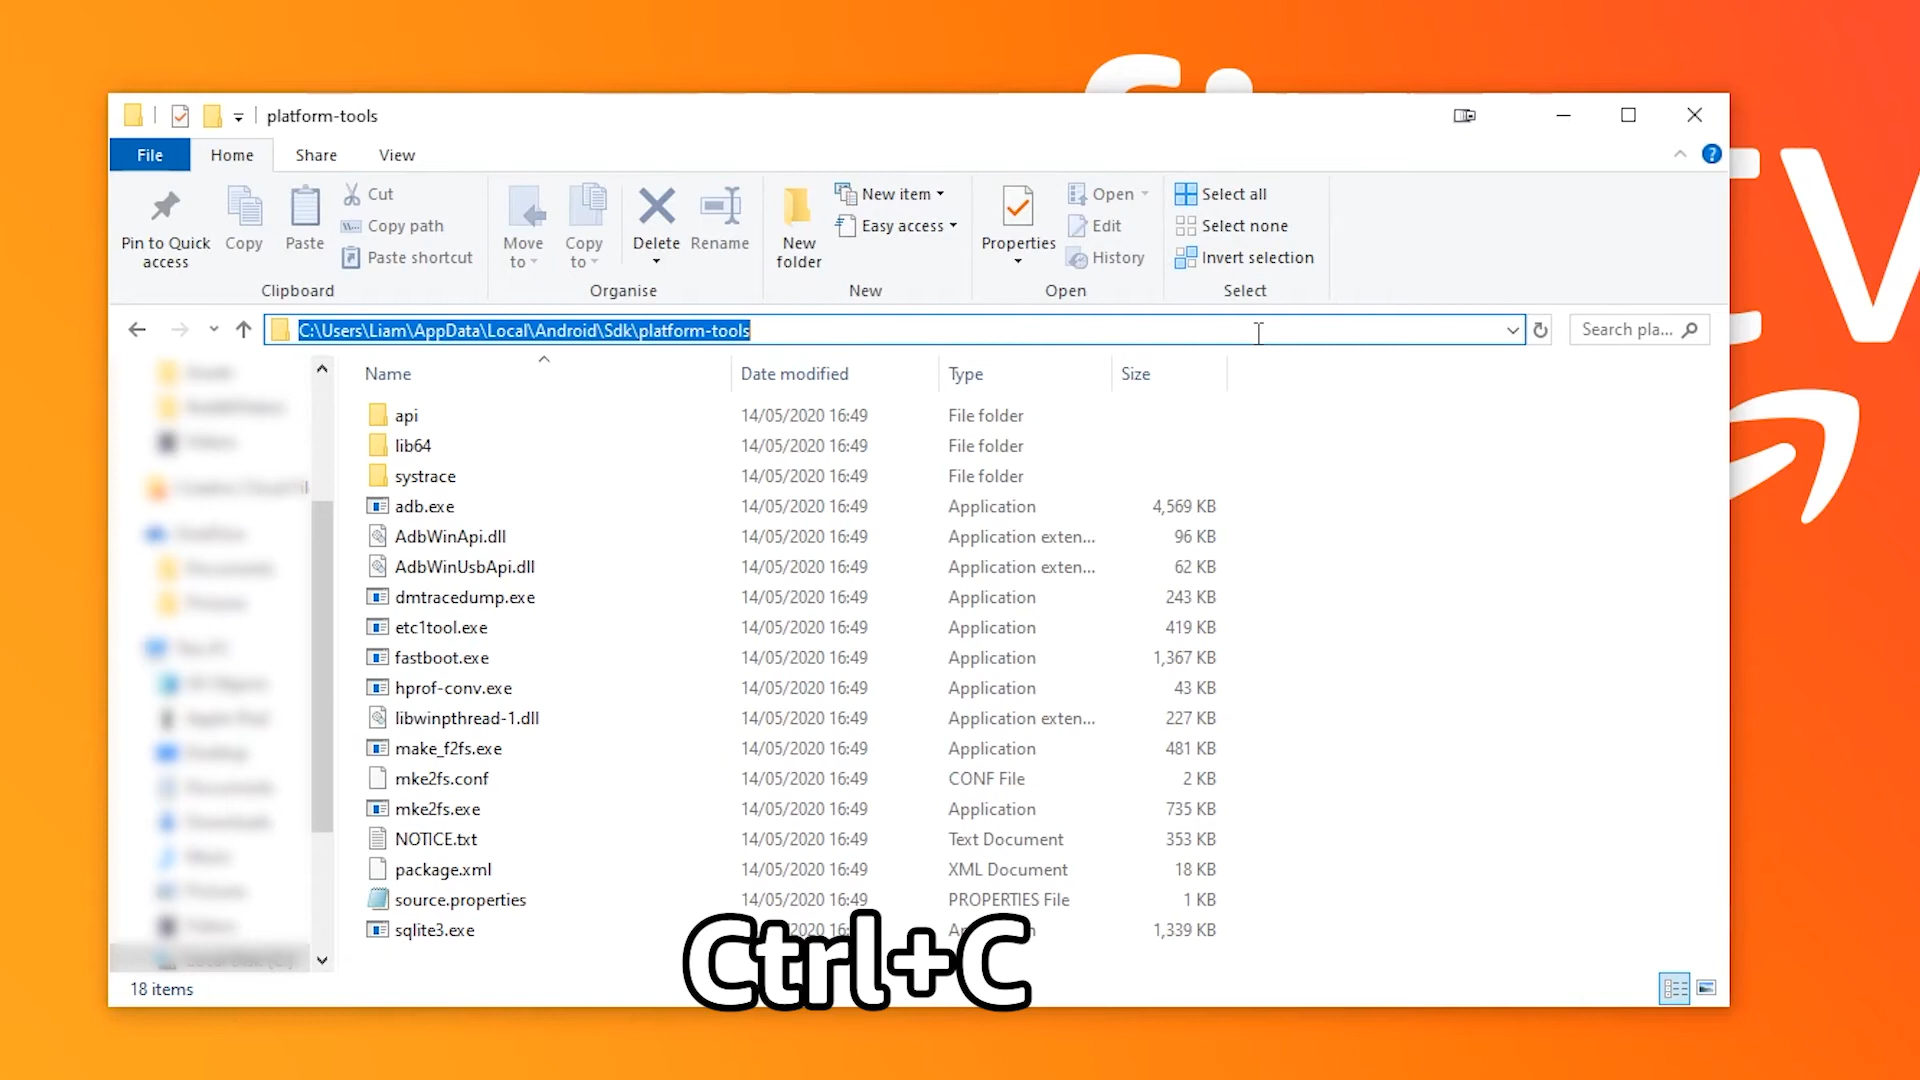 platform-tools
File
Home
Share
View
Pin to Quick access
Copy
Paste
Cut
Copy path
Paste shortcut
Clipboard
Move to
Copy to
Delete
Rename
Organise
New folder
New item
Easy access
New
Properties
Open
Edit
History
Open
Select all
Select none
Invert selection
Select
C:\Users\Liam\AppData\Local\Android\Sdk\platform-tools
Search pla...
Name Date modified Type Size
api 14/05/2020 16:49 File folder
lib64 14/05/2020 16:49 File folder
systrace 14/05/2020 16:49 File folder
adb.exe 14/05/2020 16:49 Application 4,569 KB
AdbWinApi.dll 14/05/2020 16:49 Application exten... 96 KB
AdbWinUsbApi.dll 14/05/2020 16:49 Application exten... 62 KB
dmtracedump.exe 14/05/2020 16:49 Application 243 KB
etc1tool.exe 14/05/2020 16:49 Application 419 KB
fastboot.exe 14/05/2020 16:49 Application 1,367 KB
hprof-conv.exe 14/05/2020 16:49 Application 43 KB
libwinpthread-1.dll 14/05/2020 16:49 Application exten... 227 KB
make_f2fs.exe 14/05/2020 16:49 Application 481 KB
mke2fs.conf 14/05/2020 16:49 CONF File 2 KB
mke2fs.exe 14/05/2020 16:49 Application 735 KB
NOTICE.txt 14/05/2020 16:49 Text Document 353 KB
package.xml 14/05/2020 16:49 XML Document 18 KB
source.properties 14/05/2020 16:49 PROPERTIES File 1 KB
sqlite3.exe 1,339 KB
Ctrl+C
18 items